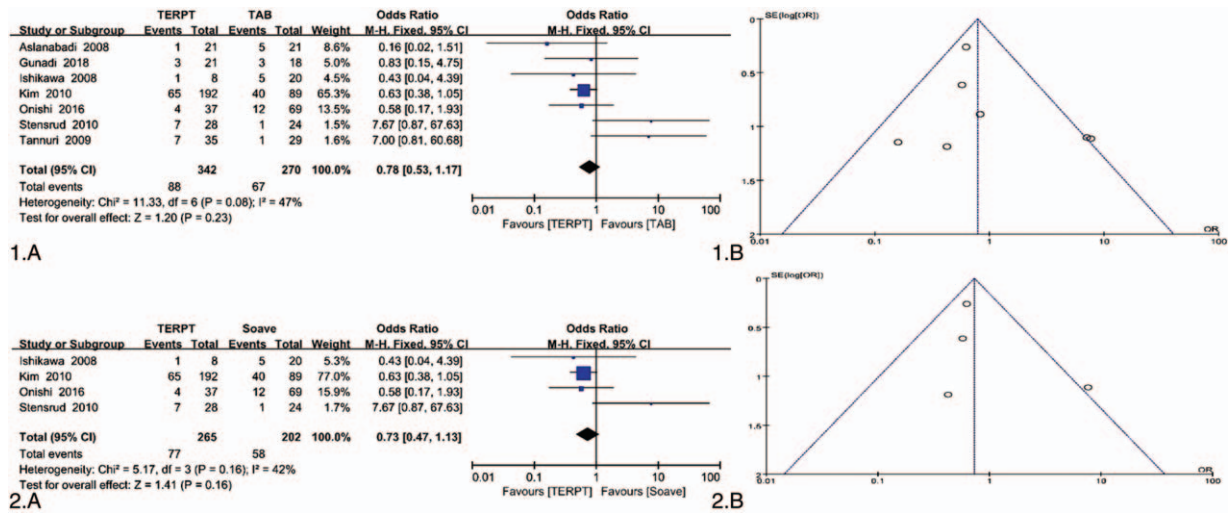 TERPT TAB Odds Ratio Odds Ratio
Study or Subgroup Events Total Events Total Weight M-H. Fixed. 95% CI M-H. Fixed. 95% CI
Aslanabadi 2008 1 21 5 21 8.6% 0.16 [0.02, 1.51]
Gunadi 2018 3 21 3 18 5.0% 0.83 [0.15, 4.75]
Ishikawa 2008 1 8 5 20 4.5% 0.43 [0.04, 4.39]
Kim 2010 65 192 40 89 65.3% 0.63 [0.38, 1.05]
Onishi 2016 4 37 12 69 13.5% 0.58 [0.17, 1.93]
Stensrud 2010 7 28 1 24 1.5% 7.67 [0.87, 67.63]
Tannuri 2009 7 35 1 29 1.6% 7.00 [0.81, 60.68]
Total (95% CI) 342 270 100.0% 0.78 [0.53, 1.17]
Total events 88 67
Heterogeneity: Chi² = 11.33, df = 6 (P = 0.08); I² = 47%
Test for overall effect: Z = 1.20 (P = 0.23)
0.01 0.1 1 10 100
Favours [TERPT] Favours [TAB]
1.A
SE(log[OR])
0
0.5
1
1.5
2
0.01 0.1 1 10 100
OR
1.B
TERPT Soave Odds Ratio Odds Ratio
Study or Subgroup Events Total Events Total Weight M-H. Fixed. 95% CI M-H. Fixed. 95% CI
Ishikawa 2008 1 8 5 20 5.3% 0.43 [0.04, 4.39]
Kim 2010 65 192 40 89 77.0% 0.63 [0.38, 1.05]
Onishi 2016 4 37 12 69 15.9% 0.58 [0.17, 1.93]
Stensrud 2010 7 28 1 24 1.7% 7.67 [0.87, 67.63]
Total (95% CI) 265 202 100.0% 0.73 [0.47, 1.13]
Total events 77 58
Heterogeneity: Chi² = 5.17, df = 3 (P = 0.16); I² = 42%
Test for overall effect: Z = 1.41 (P = 0.16)
0.01 0.1 1 10 100
Favours [TERPT] Favours [Soave]
2.A
SE(log[OR])
0
0.5
1
1.5
2
0.01 0.1 1 10 100
OR
2.B